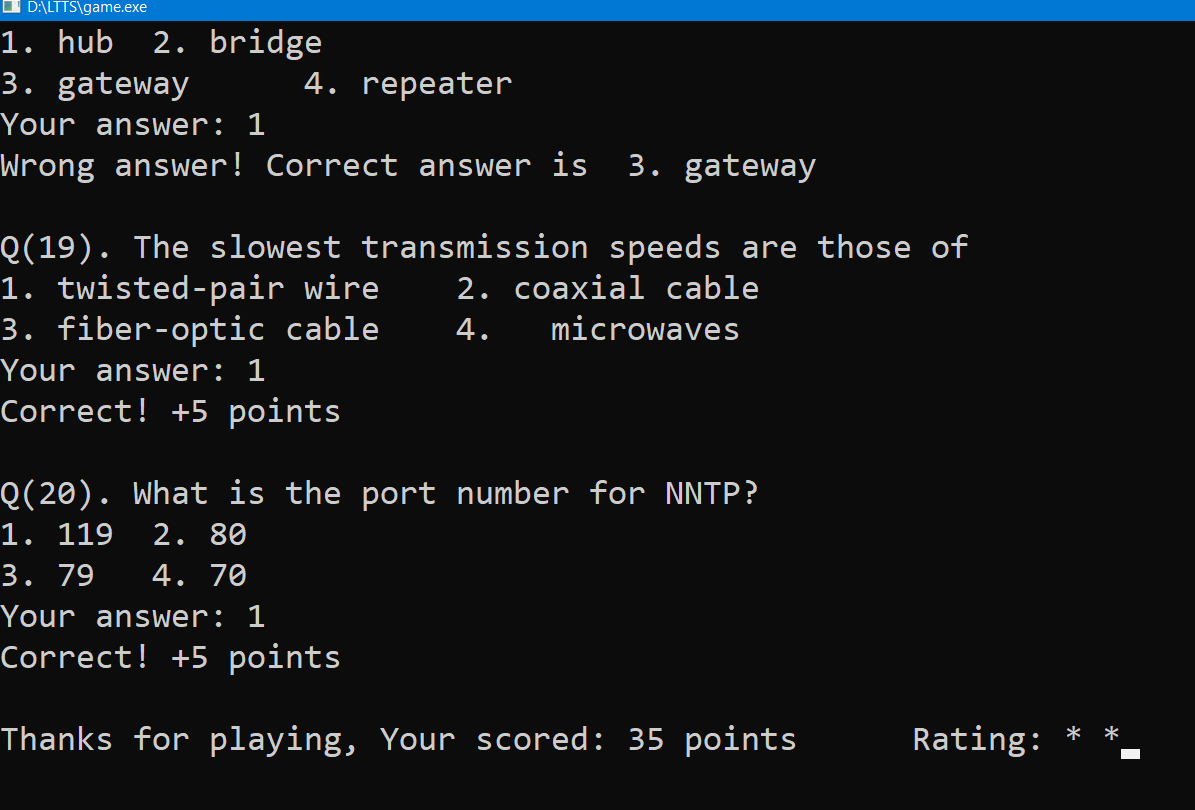 D:\LTTS\game.exe
1. hub  2. bridge
3. gateway      4. repeater
Your answer: 1
Wrong answer! Correct answer is  3. gateway
Q(19). The slowest transmission speeds are those of
1. twisted-pair wire    2. coaxial cable
3. fiber-optic cable    4.   microwaves
Your answer: 1
Correct! +5 points
Q(20). What is the port number for NNTP?
1. 119  2. 80
3. 79   4. 70
Your answer: 1
Correct! +5 points
Thanks for playing, Your scored: 35 points      Rating: * *